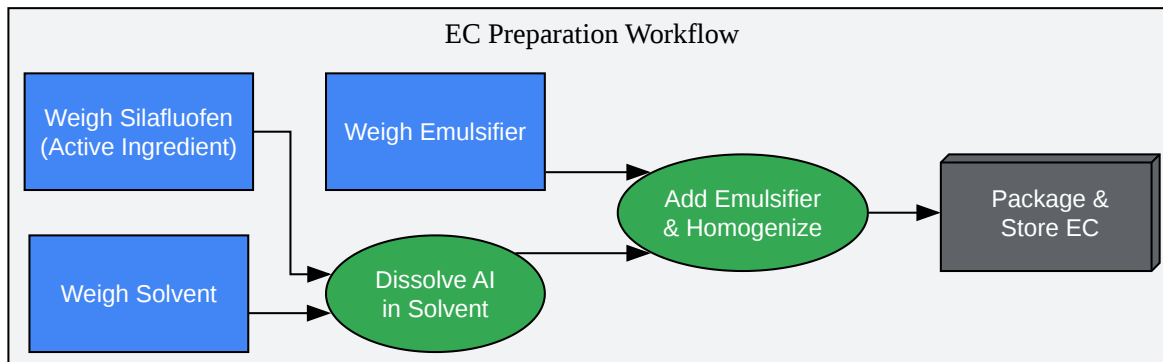 EC Preparation Workflow
Weigh Silafluofen
(Active Ingredient)
Weigh Emulsifier
Add Emulsifier
& Homogenize
Package &
Store EC
Weigh Solvent
Dissolve AI
in Solvent